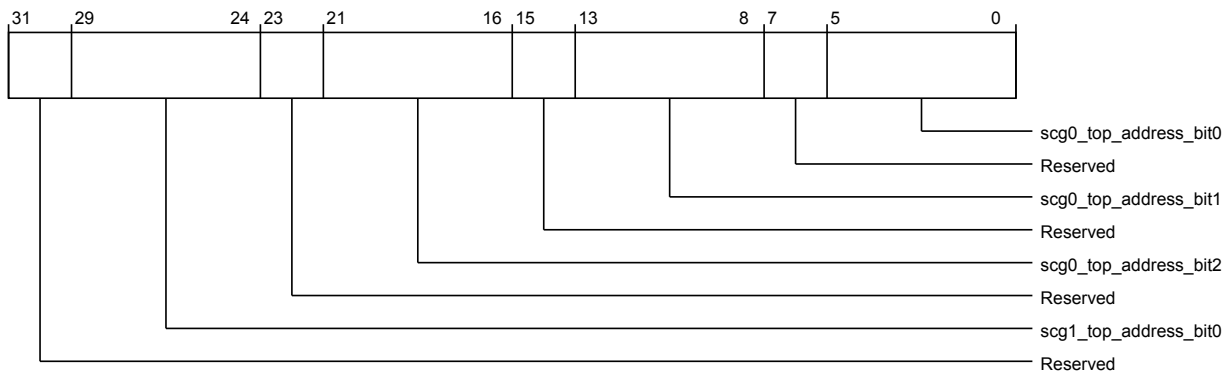 31 29 24 23 21 16 15 13 8 7 5 0
scg0_top_address_bit0
Reserved
scg0_top_address_bit1
Reserved
scg0_top_address_bit2
Reserved
scg1_top_address_bit0
Reserved